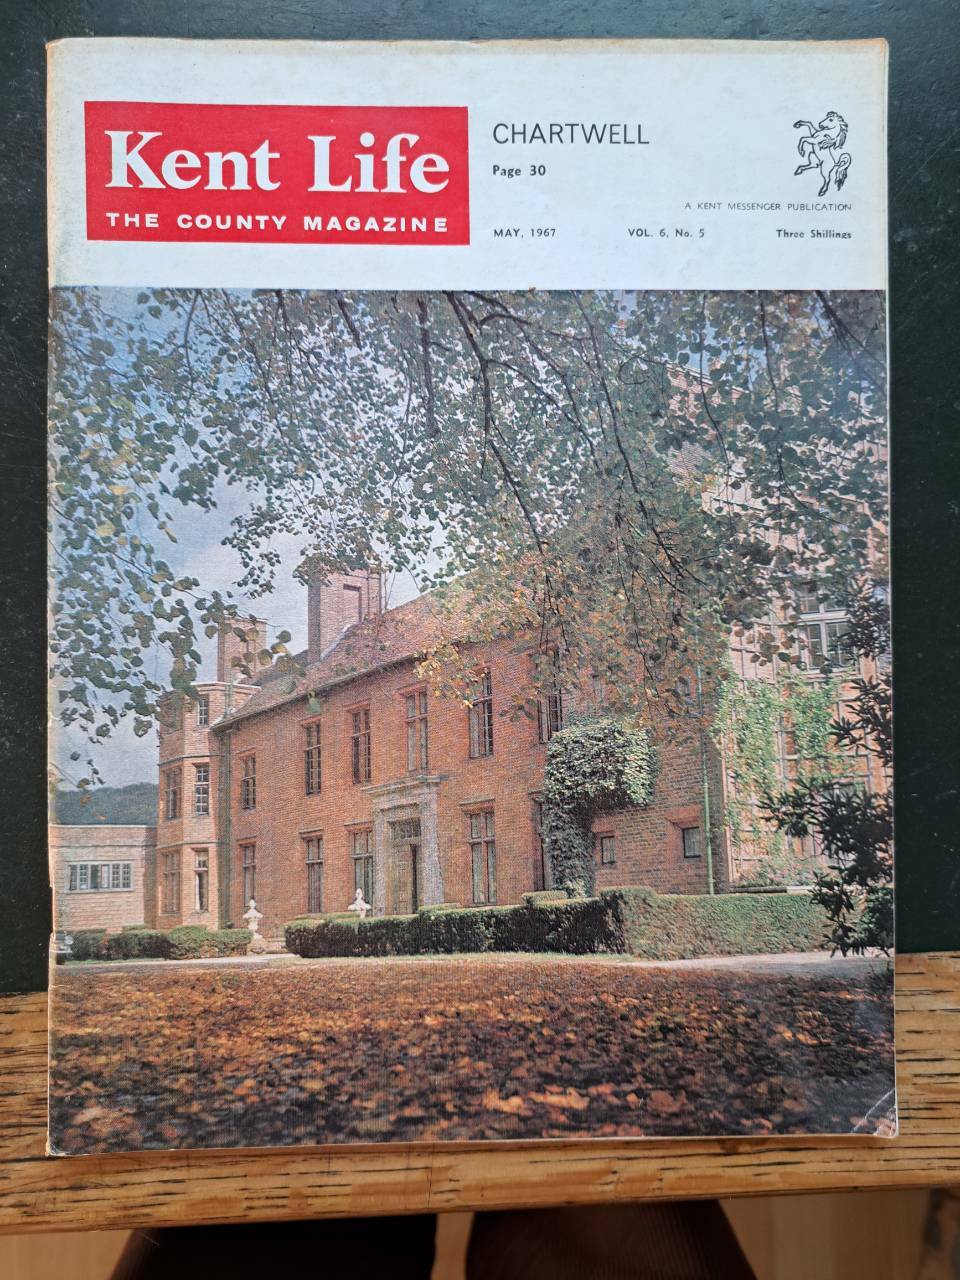 Kent Life
THE COUNTY MAGAZINE
CHARTWELL
Page 30
A KENT MESSENGER PUBLICATION
MAY, 1967 VOL. 6, No. 5 Three Shillings